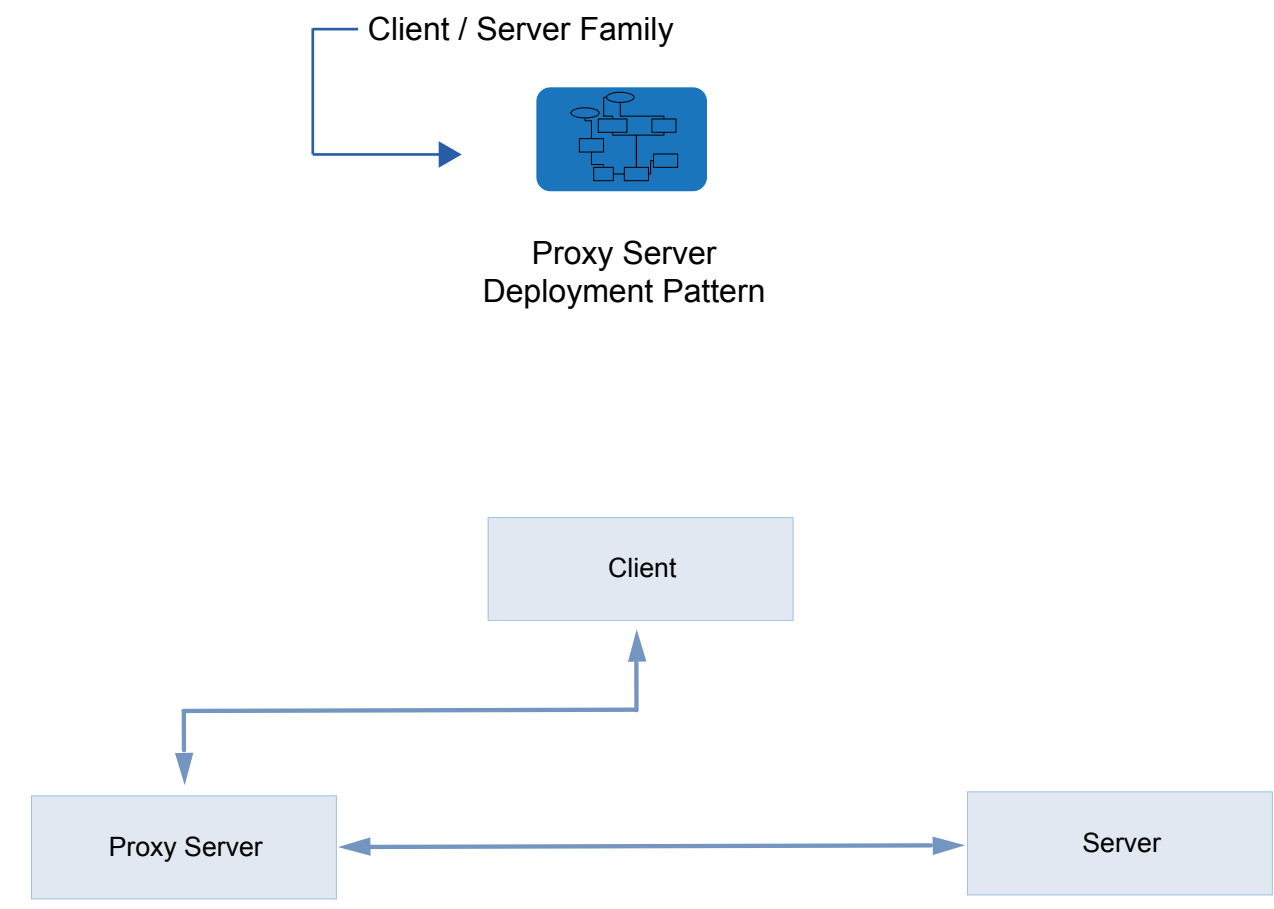 Client / Server Family
Proxy Server
Deployment Pattern
Client
Proxy Server
Server